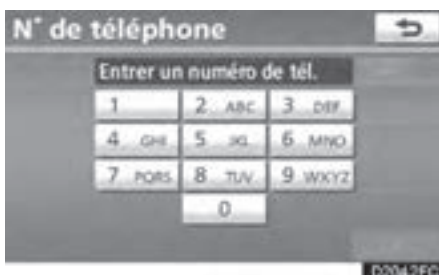 N° de téléphone
Entrer un numéro de tél.
1 2 ABC 3 DEF
4 GHI 5 JKL 6 MNO
7 PQRS 8 TUV 9 WXYZ
0